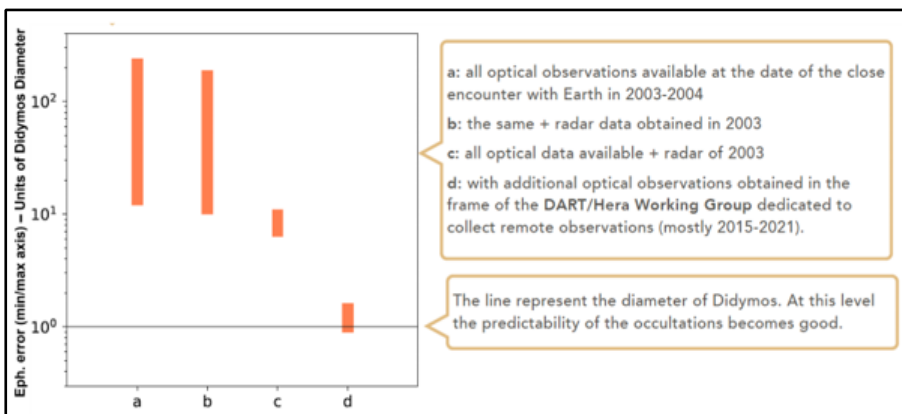 Eph. error (min/max axis) – Units of Didymos Diameter
10²
10¹
10⁰
a b c d
a: all optical observations available at the date of the close
encounter with Earth in 2003-2004
b: the same + radar data obtained in 2003
c: all optical data available + radar of 2003
d: with additional optical observations obtained in the
frame of the DART/Hera Working Group dedicated to
collect remote observations (mostly 2015-2021).
The line represent the diameter of Didymos. At this level
the predictability of the occultations becomes good.